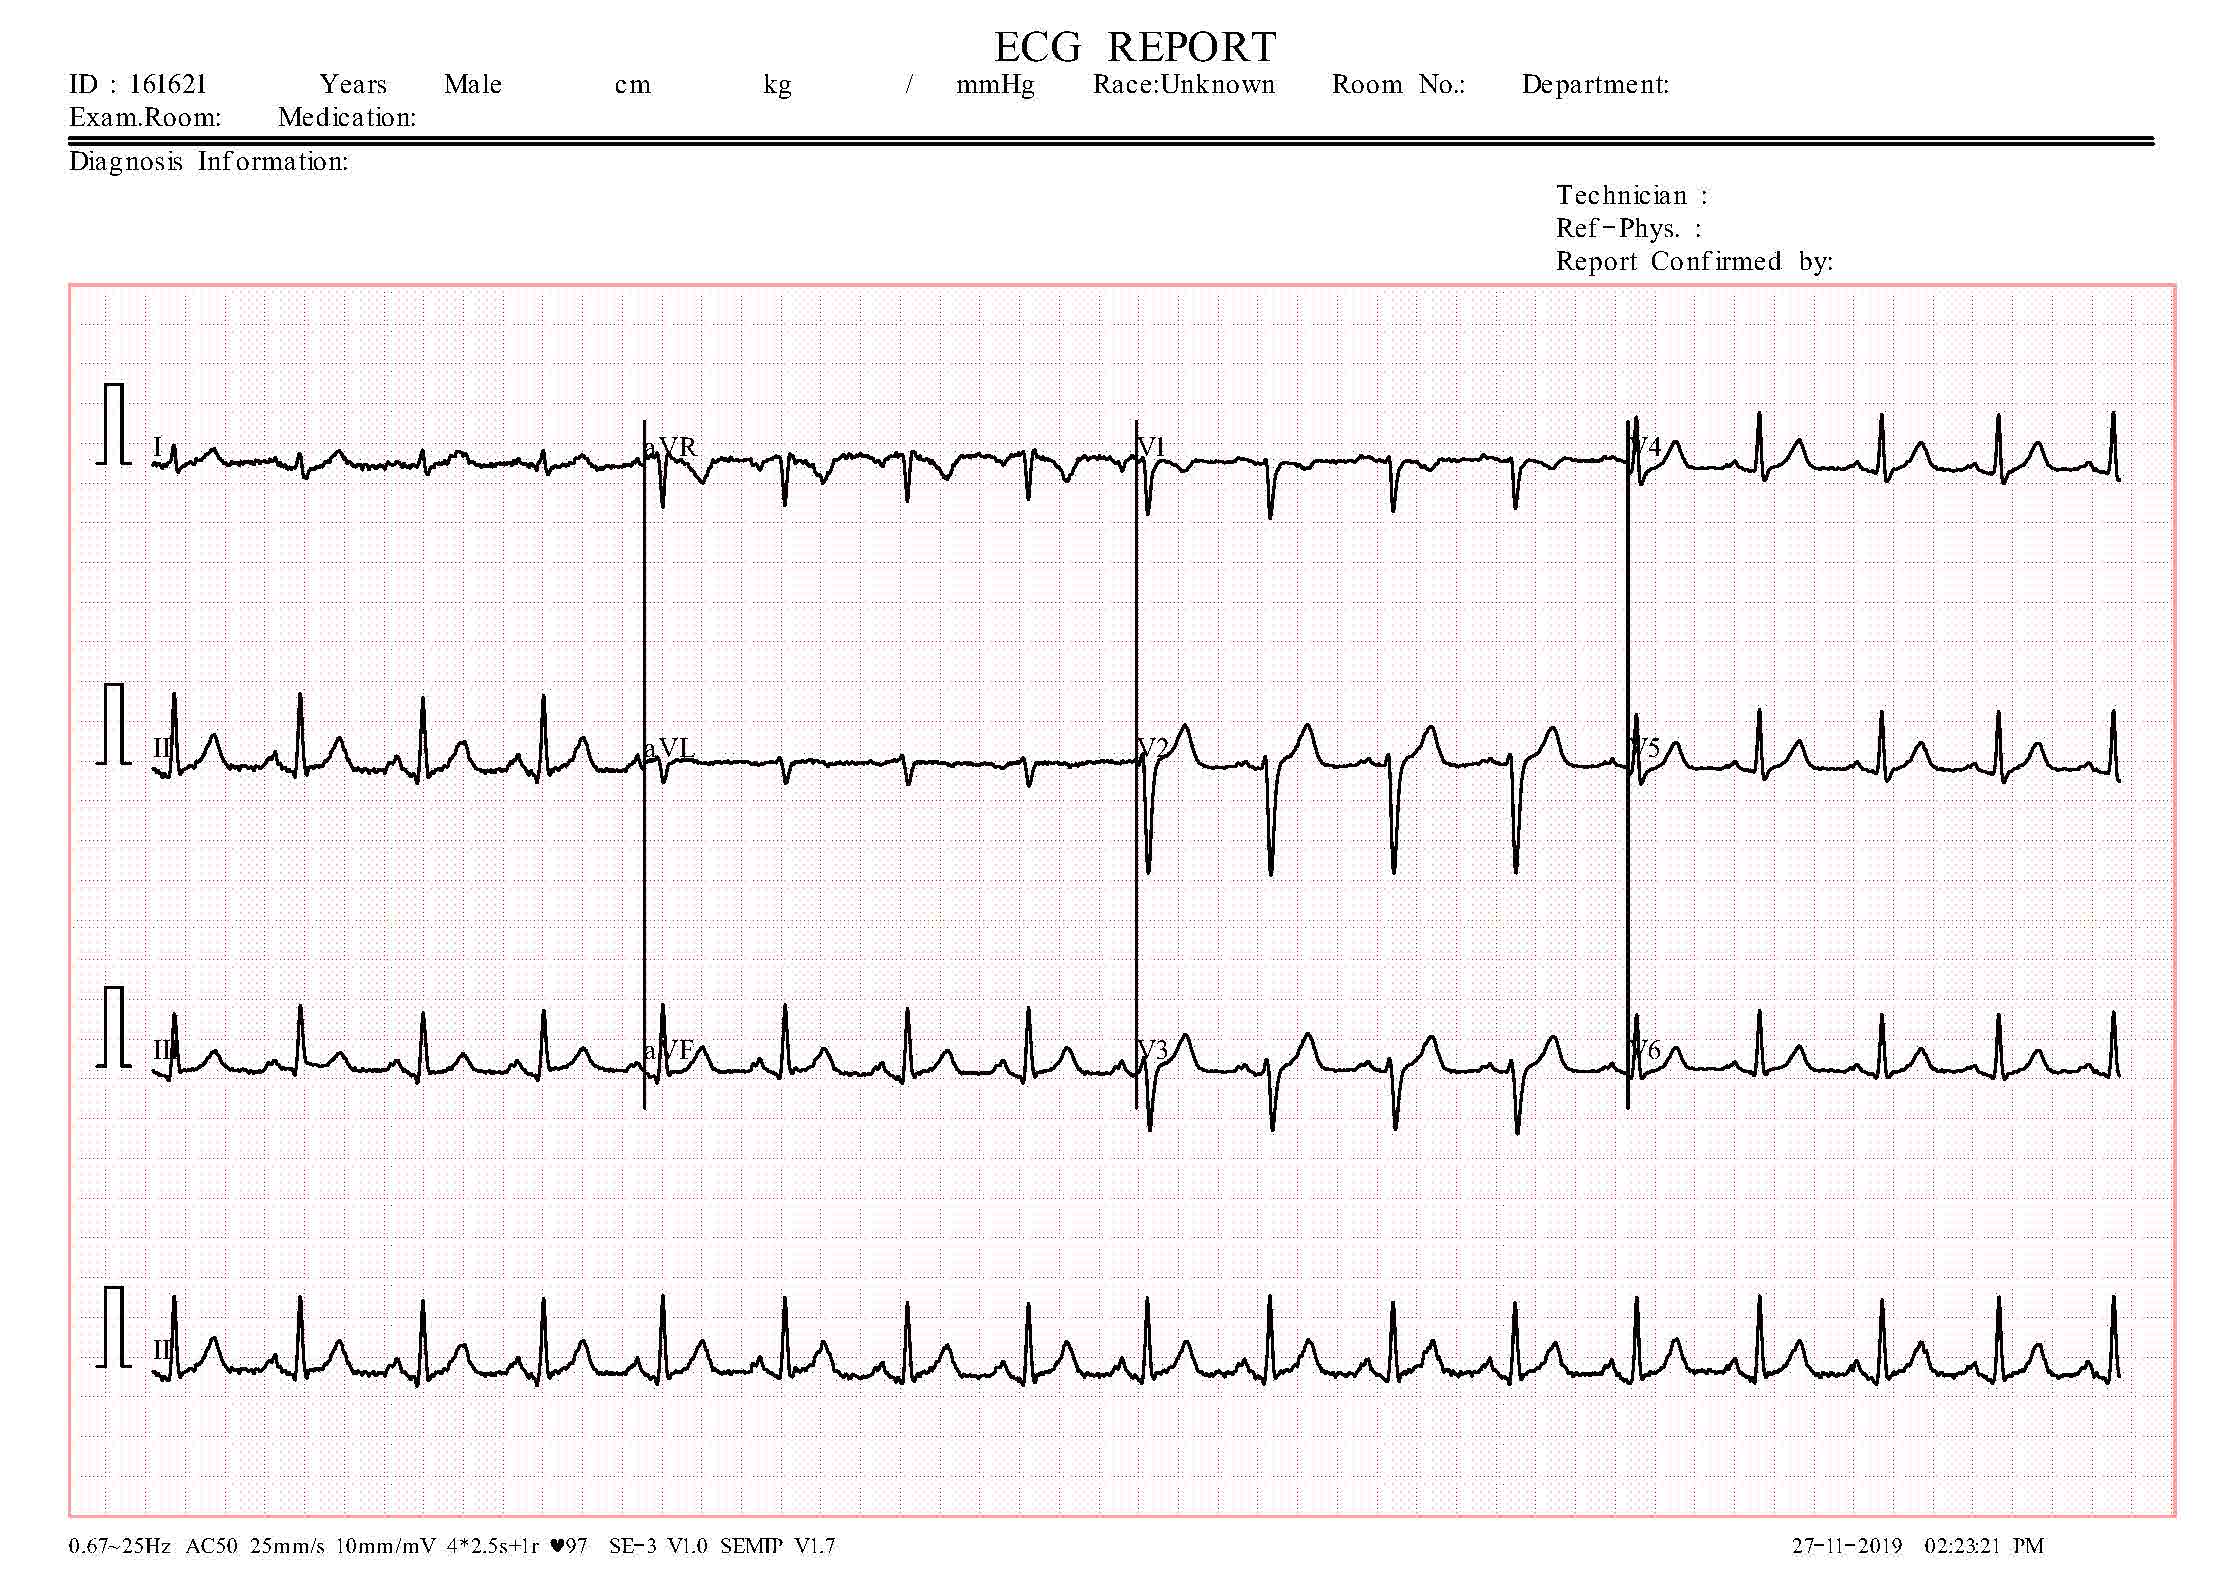 ECG REPORT
ID : 161621 Years Male cm kg / mmHg Race:Unknown Room No.: Department:
Exam.Room: Medication:
Diagnosis Information:
Technician :
Ref-Phys. :
Report Confirmed by:
I aVR V1 V4
II aVL V2 V5
III aVF V3 V6
II
0.67~25Hz AC50 25mm/s 10mm/mV 4*2.5s+1r ♥97 SE-3 V1.0 SEMIP V1.7
27-11-2019 02:23:21 PM